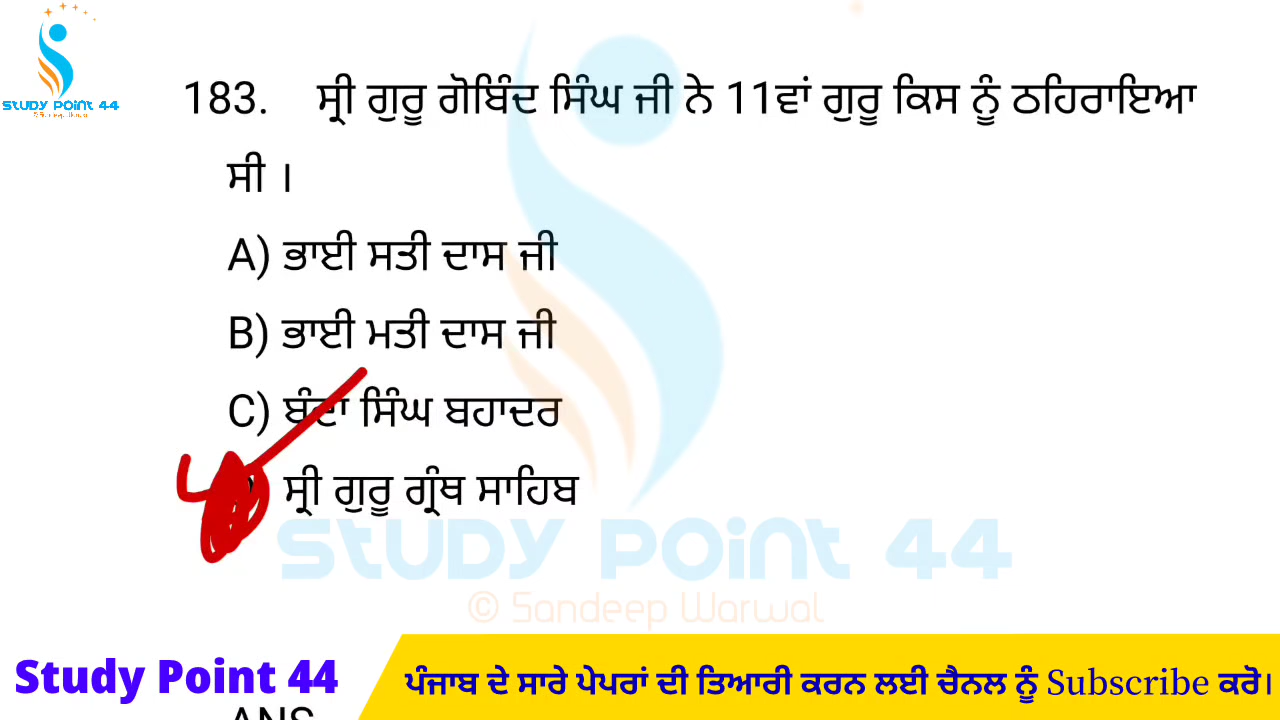 STUDY POINT 44
183. ਸ੍ਰੀ ਗੁਰੂ ਗੋਬਿੰਦ ਸਿੰਘ ਜੀ ਨੇ 11ਵਾਂ ਗੁਰੂ ਕਿਸ ਨੂੰ ਠਹਿਰਾਇਆ
ਸੀ ।
A) ਭਾਈ ਸਤੀ ਦਾਸ ਜੀ
B) ਭਾਈ ਮਤੀ ਦਾਸ ਜੀ
C) ਬੰਦਾ ਸਿੰਘ ਬਹਾਦਰ
ਸ੍ਰੀ ਗੁਰੂ ਗ੍ਰੰਥ ਸਾਹਿਬ
STUDY POINT 44
© Sandeep Warwal
Study Point 44
ਪੰਜਾਬ ਦੇ ਸਾਰੇ ਪੇਪਰਾਂ ਦੀ ਤਿਆਰੀ ਕਰਨ ਲਈ ਚੈਨਲ ਨੂੰ Subscribe ਕਰੋ।
ANS